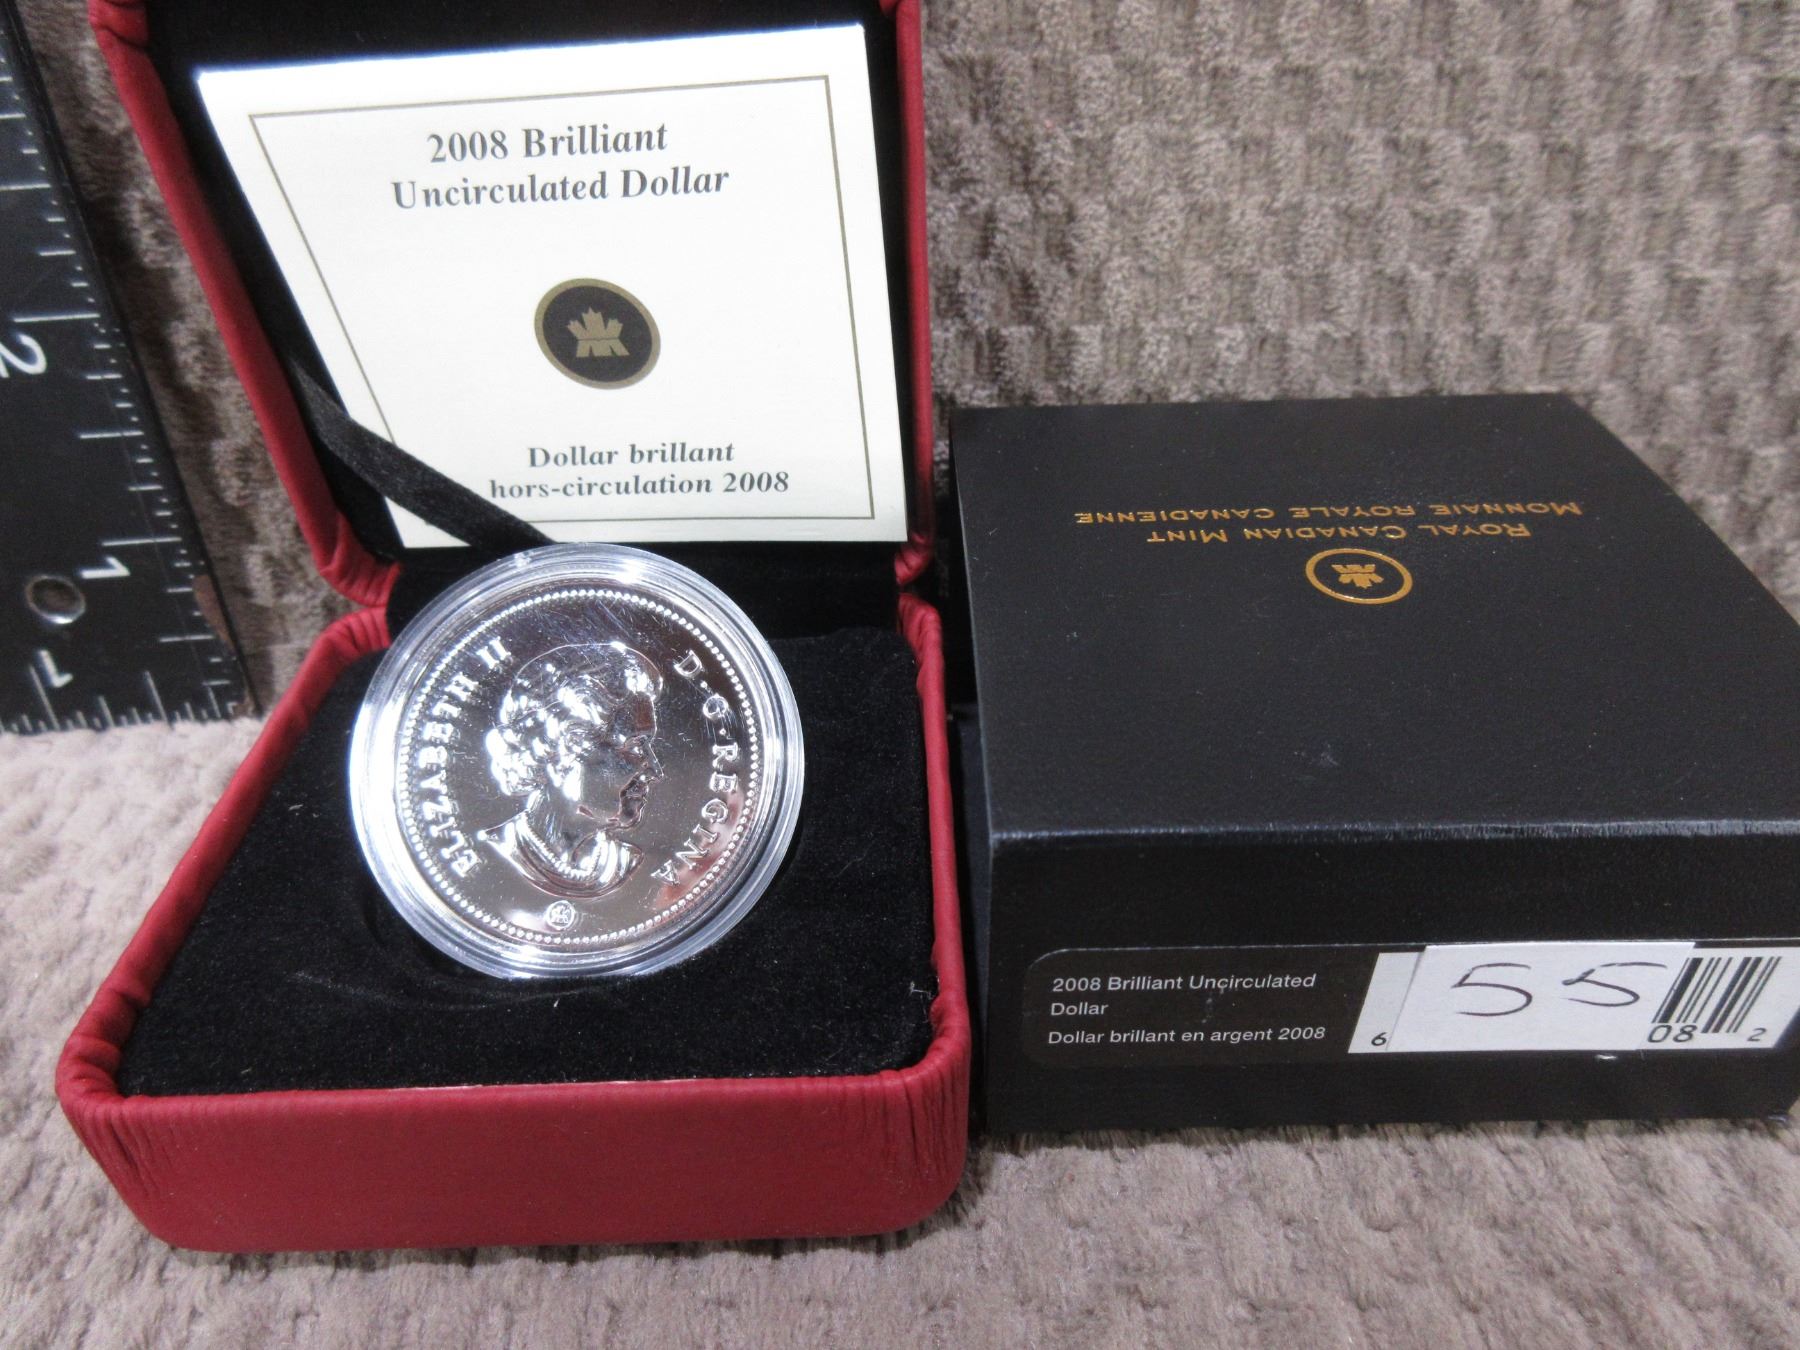 2008 Brilliant
Uncirculated Dollar
Dollar brillant
hors-circulation 2008
ELIZABETH II
D·G·REGINA
ROYAL CANADIAN MINT
MONNAIE ROYALE CANADIENNE
2008 Brilliant Uncirculated
Dollar
Dollar brillant en argent 2008
55
6
08
2
2
1
1